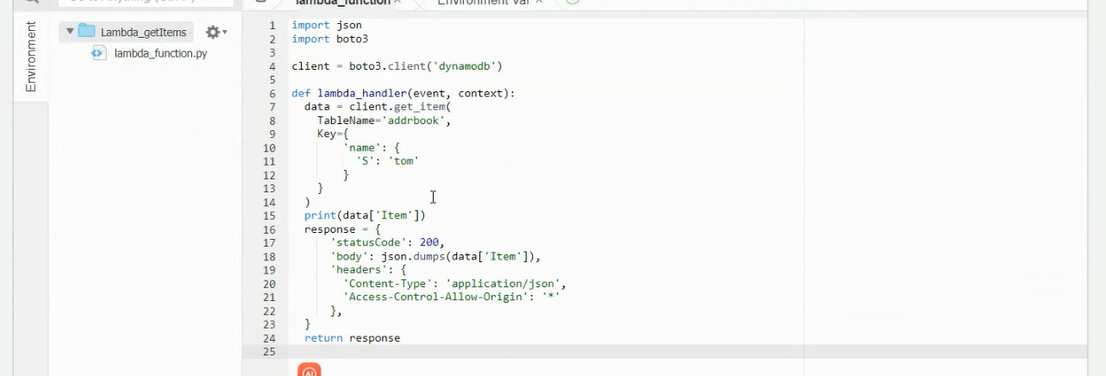 lambda_function ×
Environment Var ×
Environment
Lambda_getItems
lambda_function.py
1 import json
2 import boto3
3
4 client = boto3.client('dynamodb')
5
6 def lambda_handler(event, context):
7 data = client.get_item(
8 TableName='addrbook',
9 Key={
10 'name': {
11 'S': 'tom'
12 }
13 }
14 )
15 print(data['Item'])
16 response = {
17 'statusCode': 200,
18 'body': json.dumps(data['Item']),
19 'headers': {
20 'Content-Type': 'application/json',
21 'Access-Control-Allow-Origin': '*'
22 },
23 }
24 return response
25